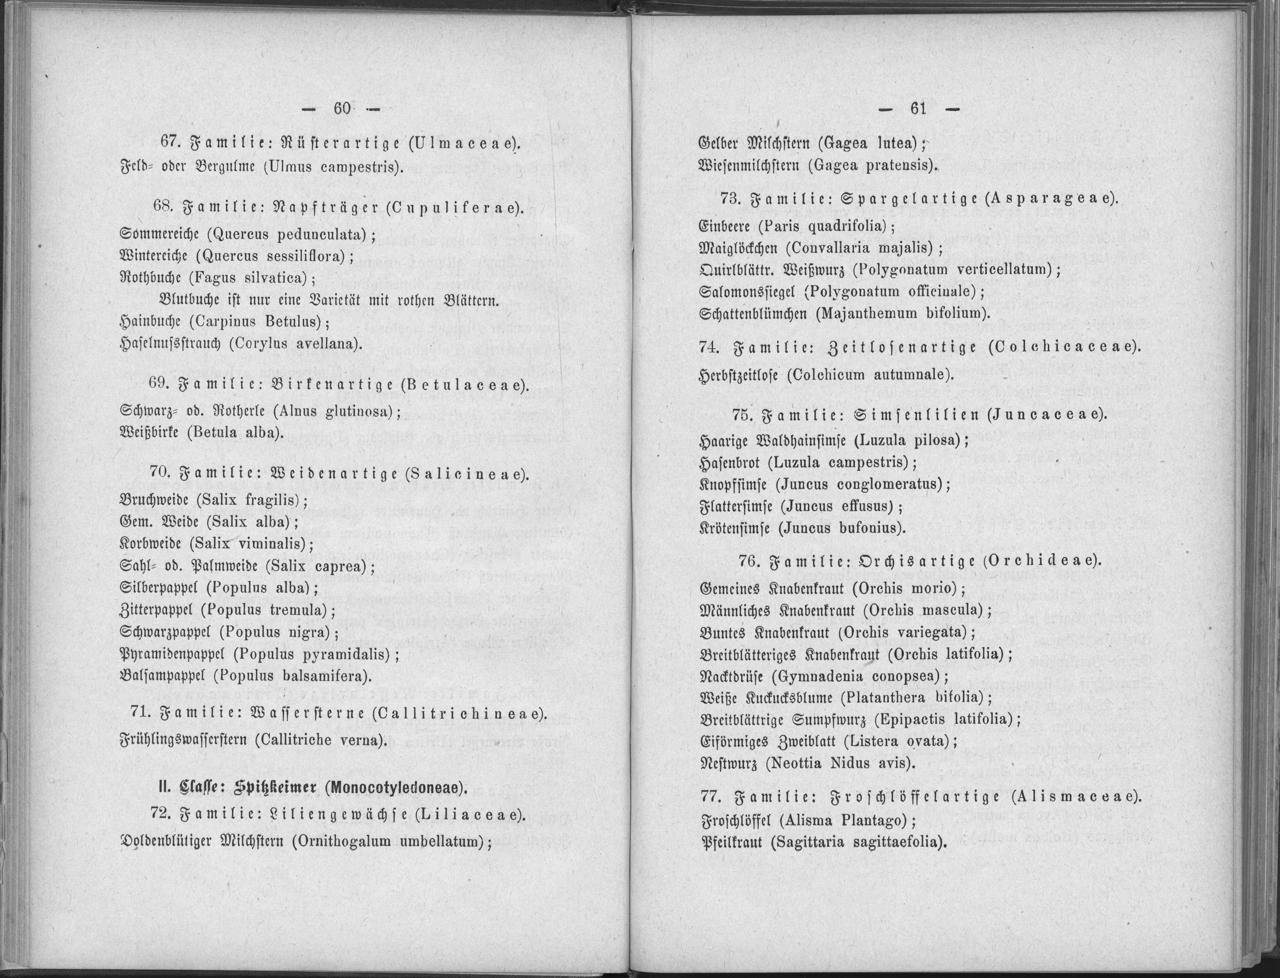 — 60 —
67. Familie: Rüsterartige (Ulmaceae).
Feld- oder Bergulme (Ulmus campestris).
68. Familie: Napfträger (Cupuliferae).
Sommereiche (Quercus pedunculata);
Wintereiche (Quercus sessiliflora);
Rothbuche (Fagus silvatica);
Blutbuche ist nur eine Varietät mit rothen Blättern.
Hainbuche (Carpinus Betulus);
Haselnussstrauch (Corylus avellana).
69. Familie: Birkenartige (Betulaceae).
Schwarz- od. Rotherle (Alnus glutinosa);
Weißbirke (Betula alba).
70. Familie: Weidenartige (Salicineae).
Bruchweide (Salix fragilis);
Gem. Weide (Salix alba);
Korbweide (Salix viminalis);
Sahl- od. Palmweide (Salix caprea);
Silberpappel (Populus alba);
Zitterpappel (Populus tremula);
Schwarzpappel (Populus nigra);
Pyramidenpappel (Populus pyramidalis);
Balsampappel (Populus balsamifera).
71. Familie: Wassersterne (Callitrichineae).
Frühlingswasserstern (Callitriche verna).
II. Classe: Spitzkeimer (Monocotyledoneae).
72. Familie: Liliengewächse (Liliaceae).
Doldenblütiger Milchstern (Ornithogalum umbellatum);
— 61 —
Gelber Milchstern (Gagea lutea);
Wiesenmilchstern (Gagea pratensis).
73. Familie: Spargelartige (Asparageae).
Einbeere (Paris quadrifolia);
Maiglöckchen (Convallaria majalis);
Quirlblättr. Weißwurz (Polygonatum verticellatum);
Salomonssiegel (Polygonatum officinale);
Schattenblümchen (Majanthemum bifolium).
74. Familie: Zeitlosenartige (Colchicaceae).
Herbstzeitlose (Colchicum autumnale).
75. Familie: Simsenlilien (Juncaceae).
Haarige Waldhainsimse (Luzula pilosa);
Hasenbrot (Luzula campestris);
Knopfsimse (Juncus conglomeratus);
Flattersimse (Juncus effusus);
Krötensimse (Juncus bufonius).
76. Familie: Orchisartige (Orchideae).
Gemeines Knabenkraut (Orchis morio);
Männliches Knabenkraut (Orchis mascula);
Buntes Knabenkraut (Orchis variegata);
Breitblätteriges Knabenkraut (Orchis latifolia);
Nacktdrüse (Gymnadenia conopsea);
Weiße Kuckucksblume (Platanthera bifolia);
Breitblättrige Sumpfwurz (Epipactis latifolia);
Eiförmiges Zweiblatt (Listera ovata);
Nestwurz (Neottia Nidus avis).
77. Familie: Froschlöffelartige (Alismaceae).
Froschlöffel (Alisma Plantago);
Pfeilkraut (Sagittaria sagittaefolia).